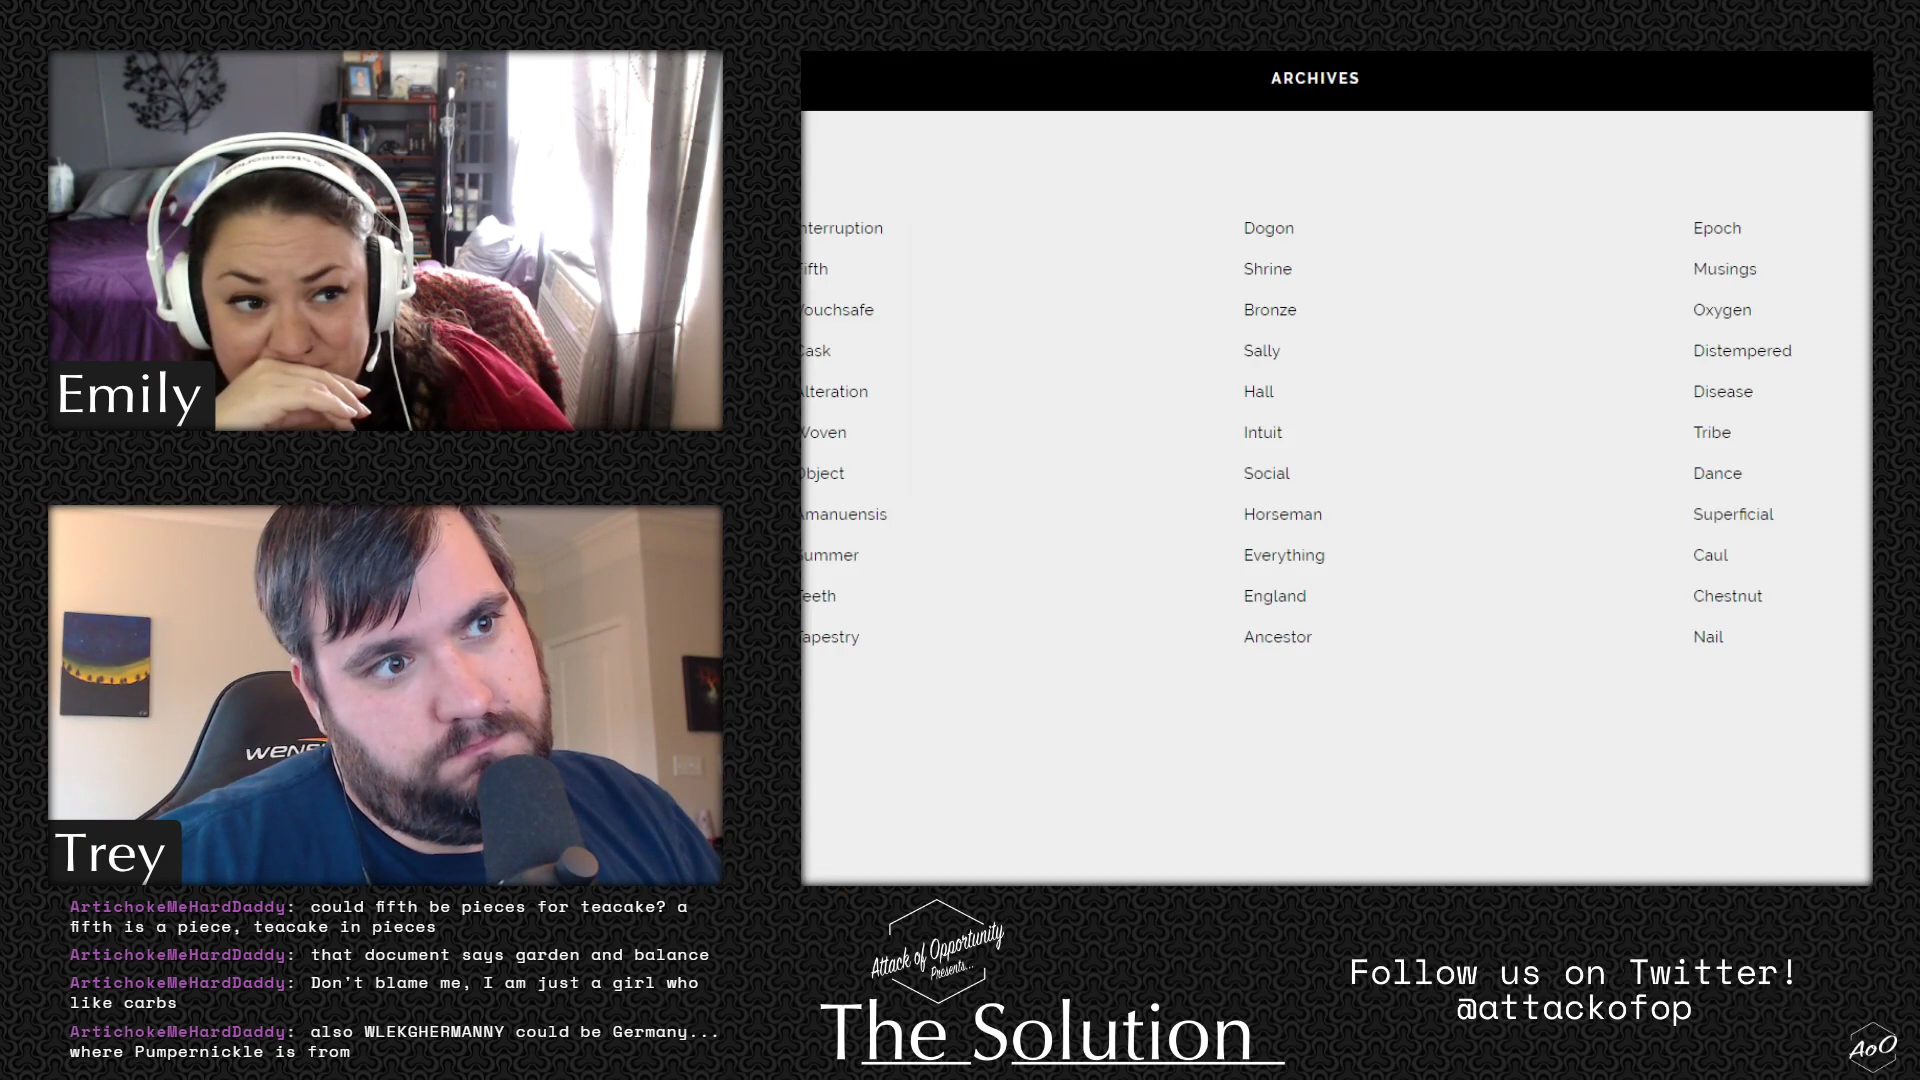 ARCHIVES
nterruption
Dogon
Epoch
ifth
Shrine
Musings
ouchsafe
Bronze
Oxygen
ask
Sally
Distempered
lteration
Hall
Disease
Woven
Intuit
Tribe
Object
Social
Dance
manuensis
Horseman
Superficial
ummer
Everything
Caul
eeth
England
Chestnut
apestry
Ancestor
Nail
steelseries
Emily
Trey
ArtichokeMeHardDaddy: could fifth be pieces for teacake? a
fifth is a piece, teacake in pieces
ArtichokeMeHardDaddy: that document says garden and balance
ArtichokeMeHardDaddy: Don't blame me, I am just a girl who
like carbs
ArtichokeMeHardDaddy: also WLEKGHERMANNY could be Germany...
where Pumpernickle is from
Attack of Opportunity
Presents...
The Solution
Follow us on Twitter!
@attackofop
AoO